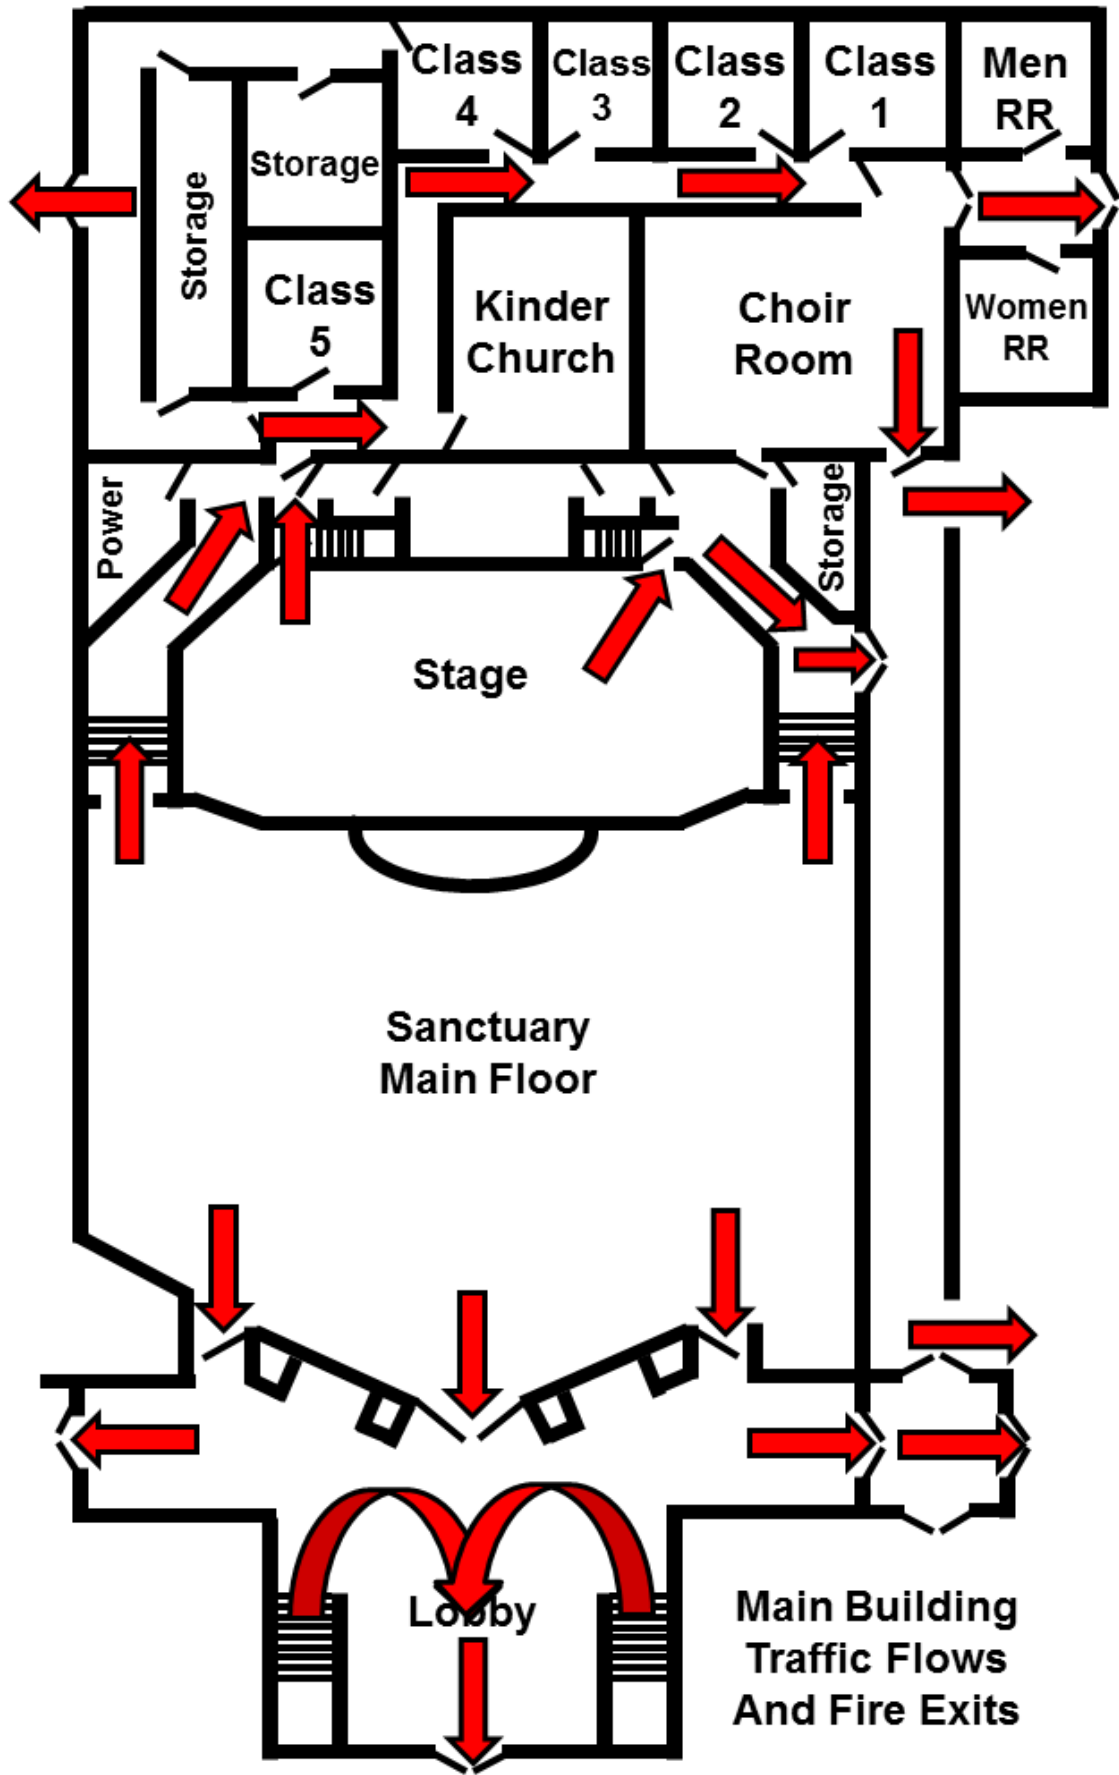 Class
4
Class
3
Class
2
Class
1
Men
RR
Storage
Storage
Class
5
Kinder
Church
Choir
Room
Women
RR
Power
Storage
Stage
Sanctuary
Main Floor
Lobby
Main Building
Traffic Flows
And Fire Exits